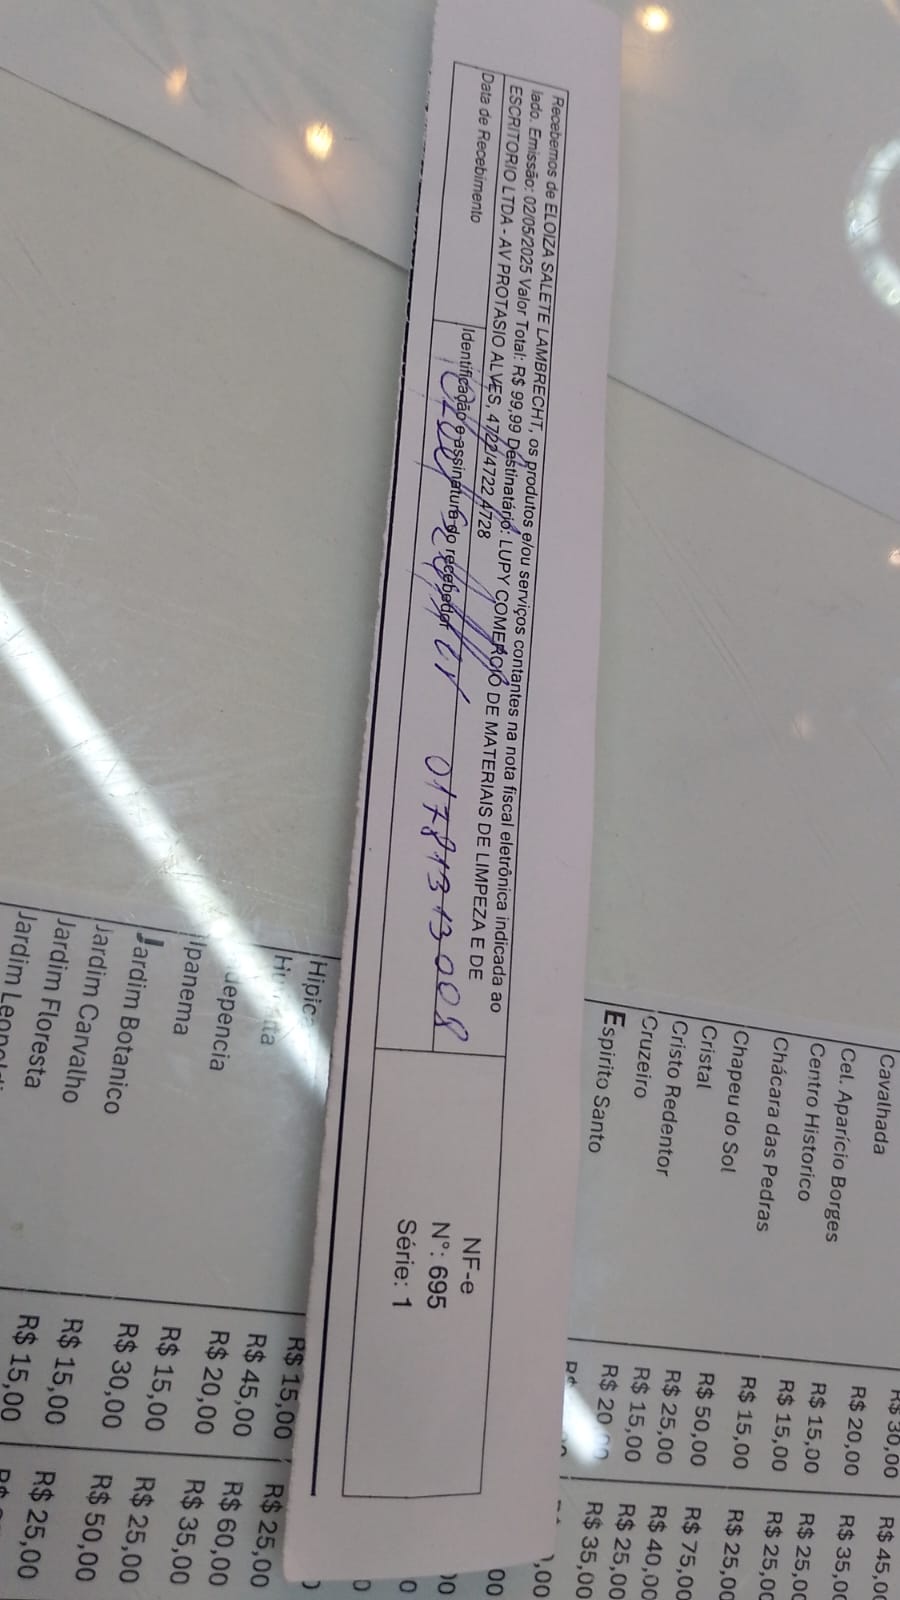 Recebemos de ELOIZA SALETE LAMBRECHT, os produtos e/ou serviços contantes na nota fiscal eletrônica indicada ao
lado. Emissão: 02/05/2025 Valor Total: R$ 99,99 Destinatário: LUPY COMERCIO DE MATERIAIS DE LIMPEZA E DE
ESCRITORIO LTDA - AV PROTASIO ALVES, 4722/4722 4728
Data de Recebimento
Identificação e assinatura do recebedor
01781313008
NF-e
N°: 695
Série: 1
Cavalhada R$ 30,00 R$ 45,00
Cel. Aparício Borges R$ 20,00 R$ 35,00
Centro Historico R$ 15,00 R$ 25,00
Chácara das Pedras R$ 15,00 R$ 25,00
Chapeu do Sol R$ 15,00 R$ 25,00
Cristal R$ 50,00 R$ 75,00
Cristo Redentor R$ 25,00 R$ 40,00
Cruzeiro R$ 15,00 R$ 25,00
Espirito Santo R$ 20,00 R$ 35,00
R$ 15,00 R$ 25,00
R$ 45,00 R$ 60,00
Ipanema R$ 20,00 R$ 35,00
Jardim Botanico R$ 15,00 R$ 25,00
Jardim Carvalho R$ 30,00 R$ 50,00
Jardim Floresta R$ 15,00
R$ 15,00 R$ 25,00